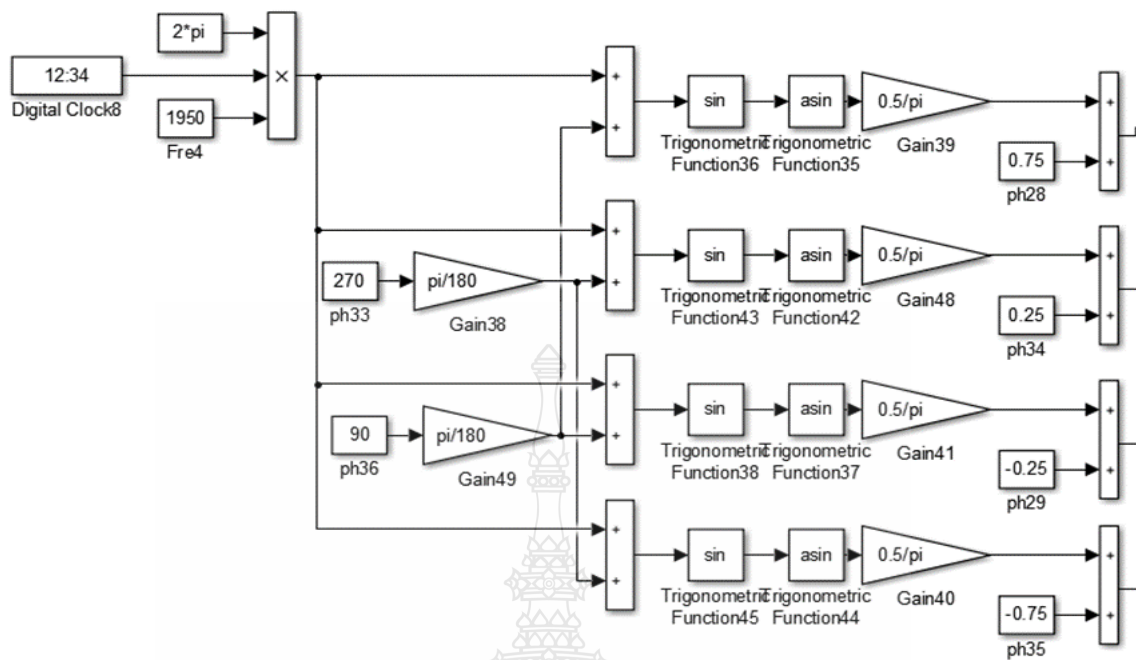 2*pi
12:34
×
Digital Clock8
1950
Fre4
+
+
sin
asin
0.5/pi
+
+
Trigonometric
Function36
Trigonometric
Function35
Gain39
0.75
ph28
+
+
270
ph33
pi/180
Gain38
sin
asin
0.5/pi
+
+
Trigonometric
Function43
Trigonometric
Function42
Gain48
0.25
ph34
+
+
90
ph36
pi/180
Gain49
sin
asin
0.5/pi
+
+
Trigonometric
Function38
Trigonometric
Function37
Gain41
-0.25
ph29
+
+
sin
asin
0.5/pi
+
+
Trigonometric
Function45
Trigonometric
Function44
Gain40
-0.75
ph35